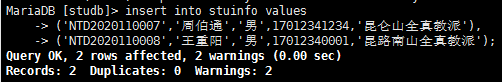 MariaDB [studb]> insert into stuinfo values
    -> ('NTD2020110007','周伯通','男',17012341234,'昆仑山全真教派'),
    -> ('NTD2020110008','王重阳','男',17012340001,'昆路南山全真教派');
Query OK, 2 rows affected, 2 warnings (0.00 sec)
Records: 2  Duplicates: 0  Warnings: 2